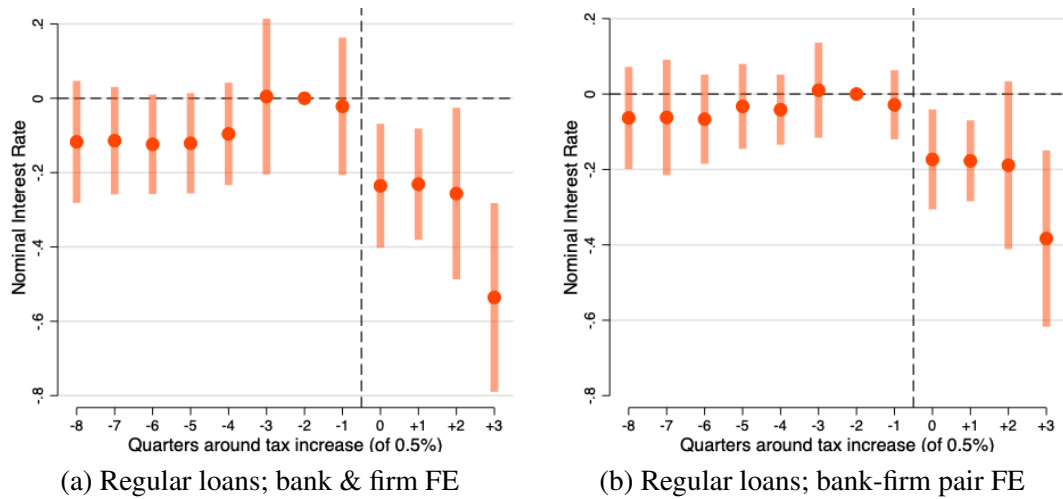 .2
0
-.2
-.4
-.6
-.8
Nominal Interest Rate
-8 -7 -6 -5 -4 -3 -2 -1 0 +1 +2 +3
Quarters around tax increase (of 0.5%)
(a) Regular loans; bank & firm FE
.2
0
-.2
-.4
-.6
-.8
Nominal Interest Rate
-8 -7 -6 -5 -4 -3 -2 -1 0 +1 +2 +3
Quarters around tax increase (of 0.5%)
(b) Regular loans; bank-firm pair FE